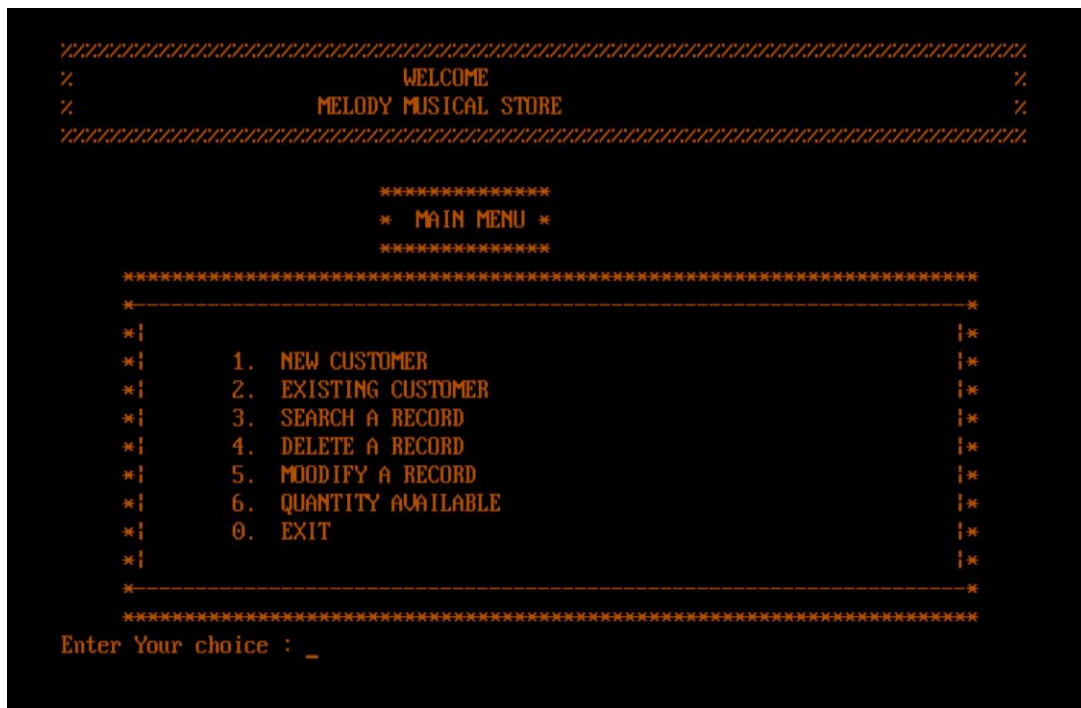 %%%%%%%%%%%%%%%%%%%%%%%%%%%%%%%%%%%%%%%%%%%%%%%%%%%%%%%%%%%%%%%%%%%%%%%%%%%%%%%%
% WELCOME %
% MELODY MUSICAL STORE %
%%%%%%%%%%%%%%%%%%%%%%%%%%%%%%%%%%%%%%%%%%%%%%%%%%%%%%%%%%%%%%%%%%%%%%%%%%%%%%%%
**************
* MAIN MENU *
**************
**********************************************************************
*--------------------------------------------------------------------*
*| |*
*| 1. NEW CUSTOMER |*
*| 2. EXISTING CUSTOMER |*
*| 3. SEARCH A RECORD |*
*| 4. DELETE A RECORD |*
*| 5. MOODIFY A RECORD |*
*| 6. QUANTITY AVAILABLE |*
*| 0. EXIT |*
*| |*
*--------------------------------------------------------------------*
**********************************************************************
Enter Your choice : _